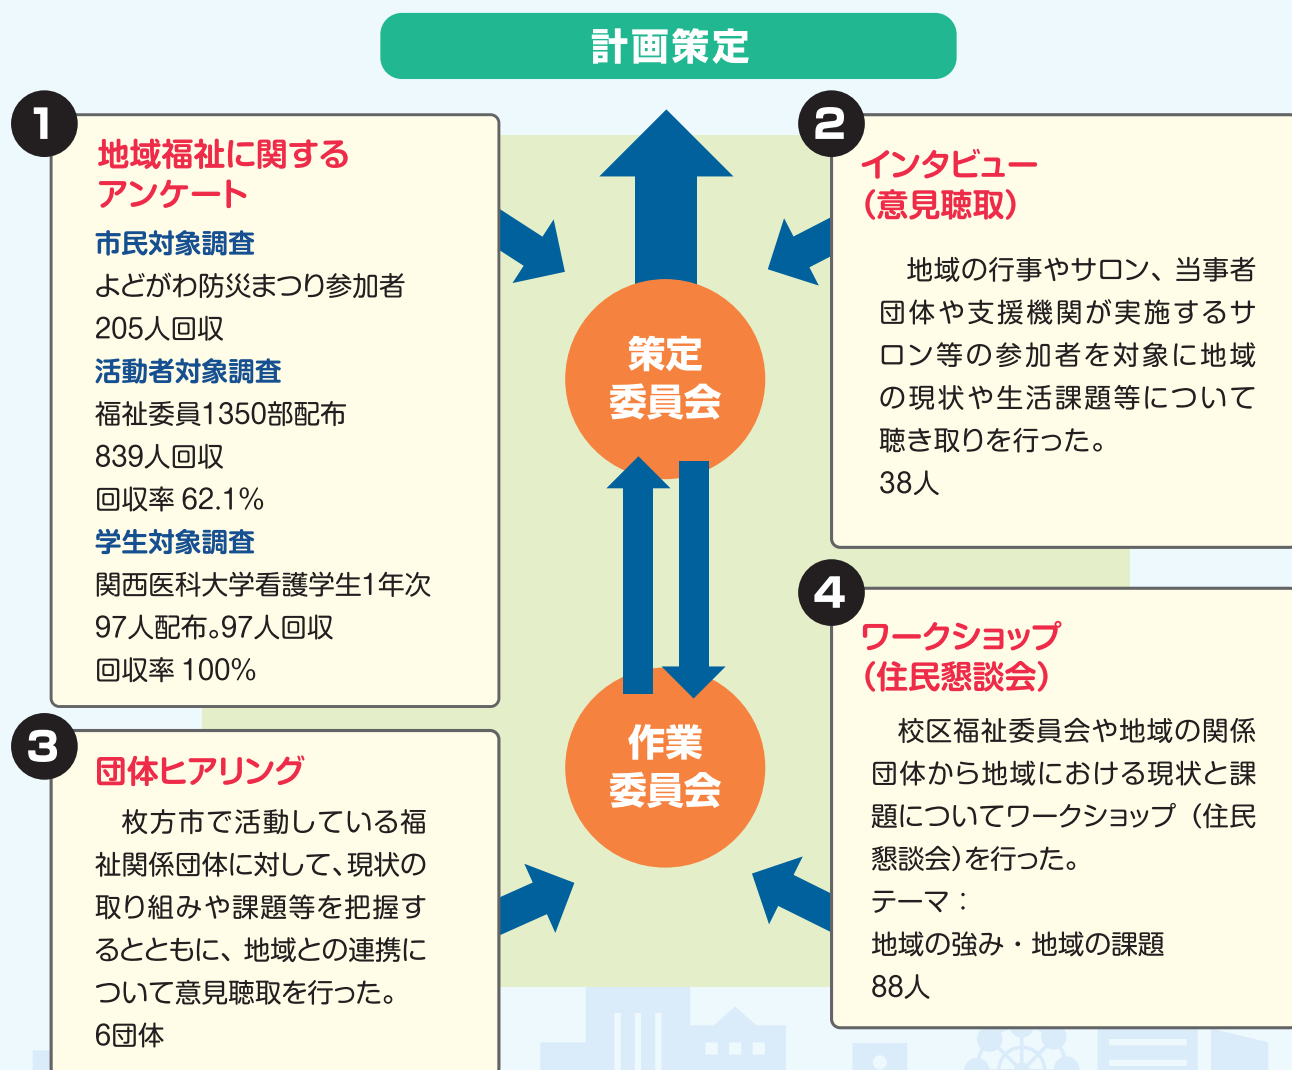 計画策定
1
地域福祉に関する
アンケート
市民対象調査
よどがわ防災まつり参加者
205人回収
活動者対象調査
福祉委員1350部配布
839人回収
回収率 62.1%
学生対象調査
関西医科大学看護学生1年次
97人配布。97人回収
回収率 100%
2
インタビュー
（意見聴取）
地域の行事やサロン、当事者
団体や支援機関が実施するサ
ロン等の参加者を対象に地域
の現状や生活課題等について
聴き取りを行った。
38人
策定
委員会
作業
委員会
3
団体ヒアリング
枚方市で活動している福
祉関係団体に対して、現状の
取り組みや課題等を把握す
るとともに、地域との連携に
ついて意見聴取を行った。
6団体
4
ワークショップ
（住民懇談会）
校区福祉委員会や地域の関係
団体から地域における現状と課
題についてワークショップ（住民
懇談会）を行った。
テーマ：
地域の強み・地域の課題
88人